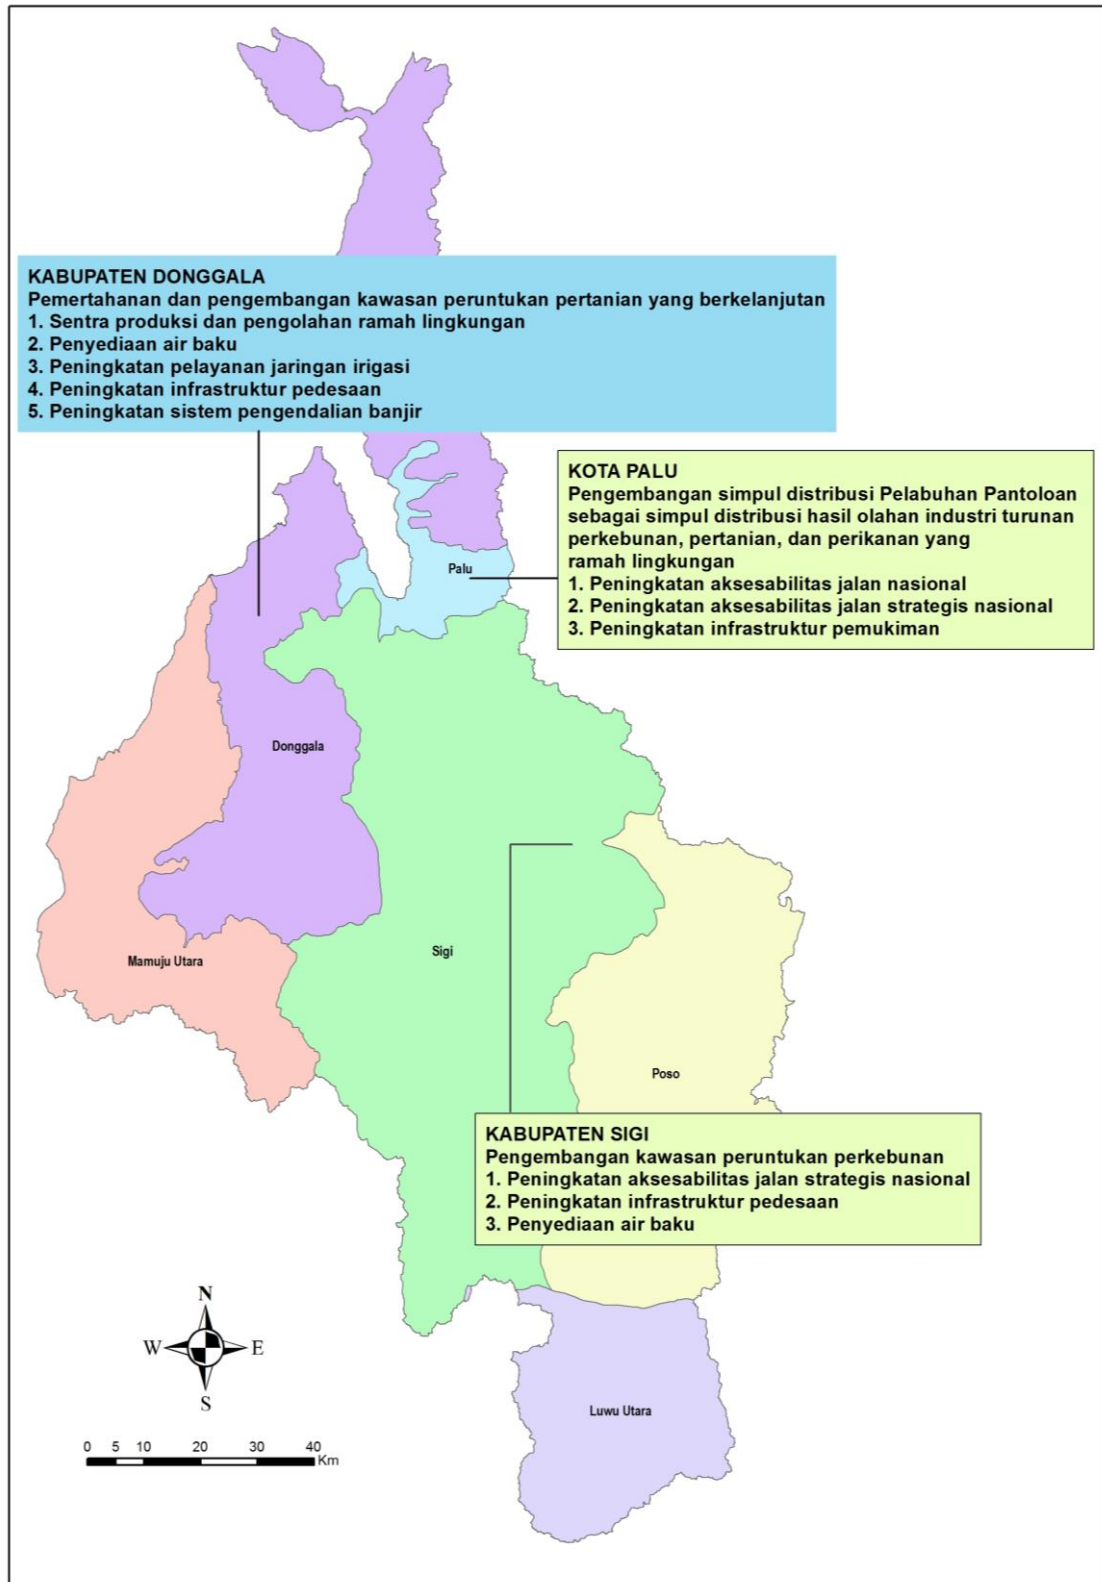 KABUPATEN DONGGALA
Pemertahanan dan pengembangan kawasan peruntukan pertanian yang berkelanjutan
1. Sentra produksi dan pengolahan ramah lingkungan
2. Penyediaan air baku
3. Peningkatan pelayanan jaringan irigasi
4. Peningkatan infrastruktur pedesaan
5. Peningkatan sistem pengendalian banjir
KOTA PALU
Pengembangan simpul distribusi Pelabuhan Pantoloan
sebagai simpul distribusi hasil olahan industri turunan
perkebunan, pertanian, dan perikanan yang
ramah lingkungan
1. Peningkatan aksesabilitas jalan nasional
2. Peningkatan aksesabilitas jalan strategis nasional
3. Peningkatan infrastruktur pemukiman
Palu
Donggala
Sigi
Mamuju Utara
Poso
KABUPATEN SIGI
Pengembangan kawasan peruntukan perkebunan
1. Peningkatan aksesabilitas jalan strategis nasional
2. Peningkatan infrastruktur pedesaan
3. Penyediaan air baku
N
W E
S
Luwu Utara
0 5 10 20 30 40
Km